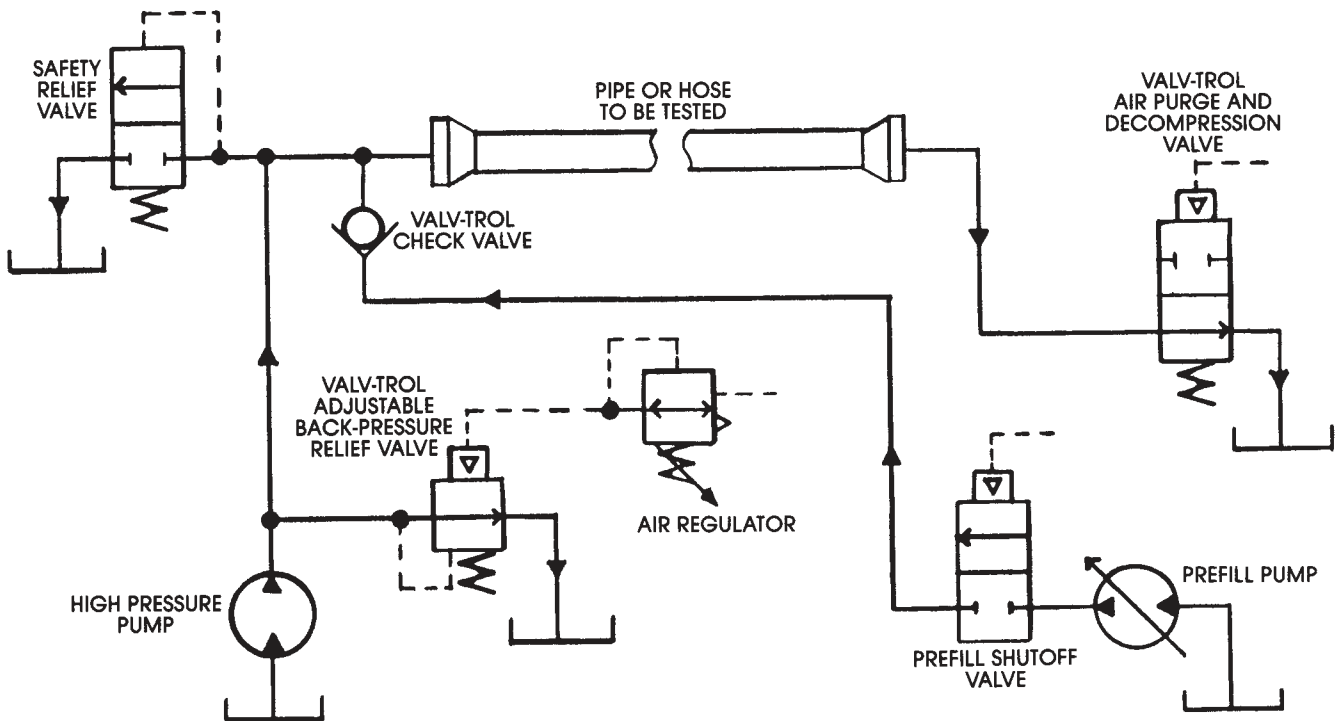 SAFETY
RELIEF
VALVE
PIPE OR HOSE
TO BE TESTED
VALV-TROL
AIR PURGE AND
DECOMPRESSION
VALVE
VALV-TROL
CHECK VALVE
VALV-TROL
ADJUSTABLE
BACK-PRESSURE
RELIEF VALVE
AIR REGULATOR
HIGH PRESSURE
PUMP
PREFILL PUMP
PREFILL SHUTOFF
VALVE